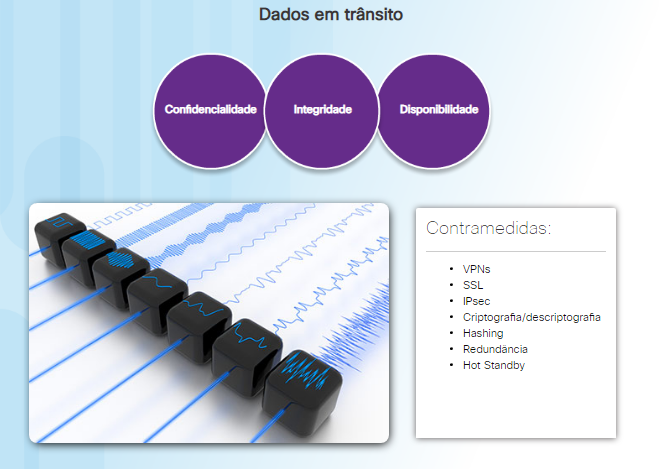 Dados em trânsito
Confidencialidade
Integridade
Disponibilidade
Contramedidas:
• VPNs
• SSL
• IPsec
• Criptografia/descriptografia
• Hashing
• Redundância
• Hot Standby